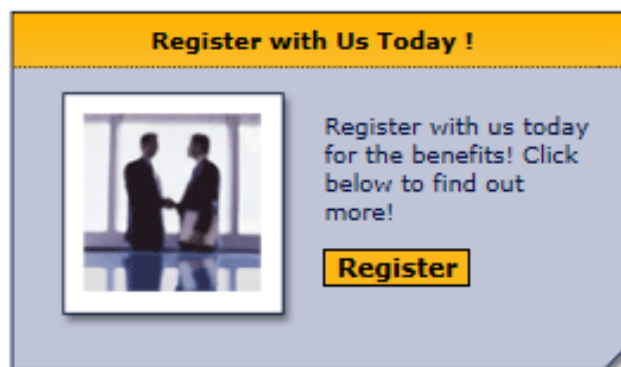 Register with Us Today !
Register with us today
for the benefits! Click
below to find out
more!
Register